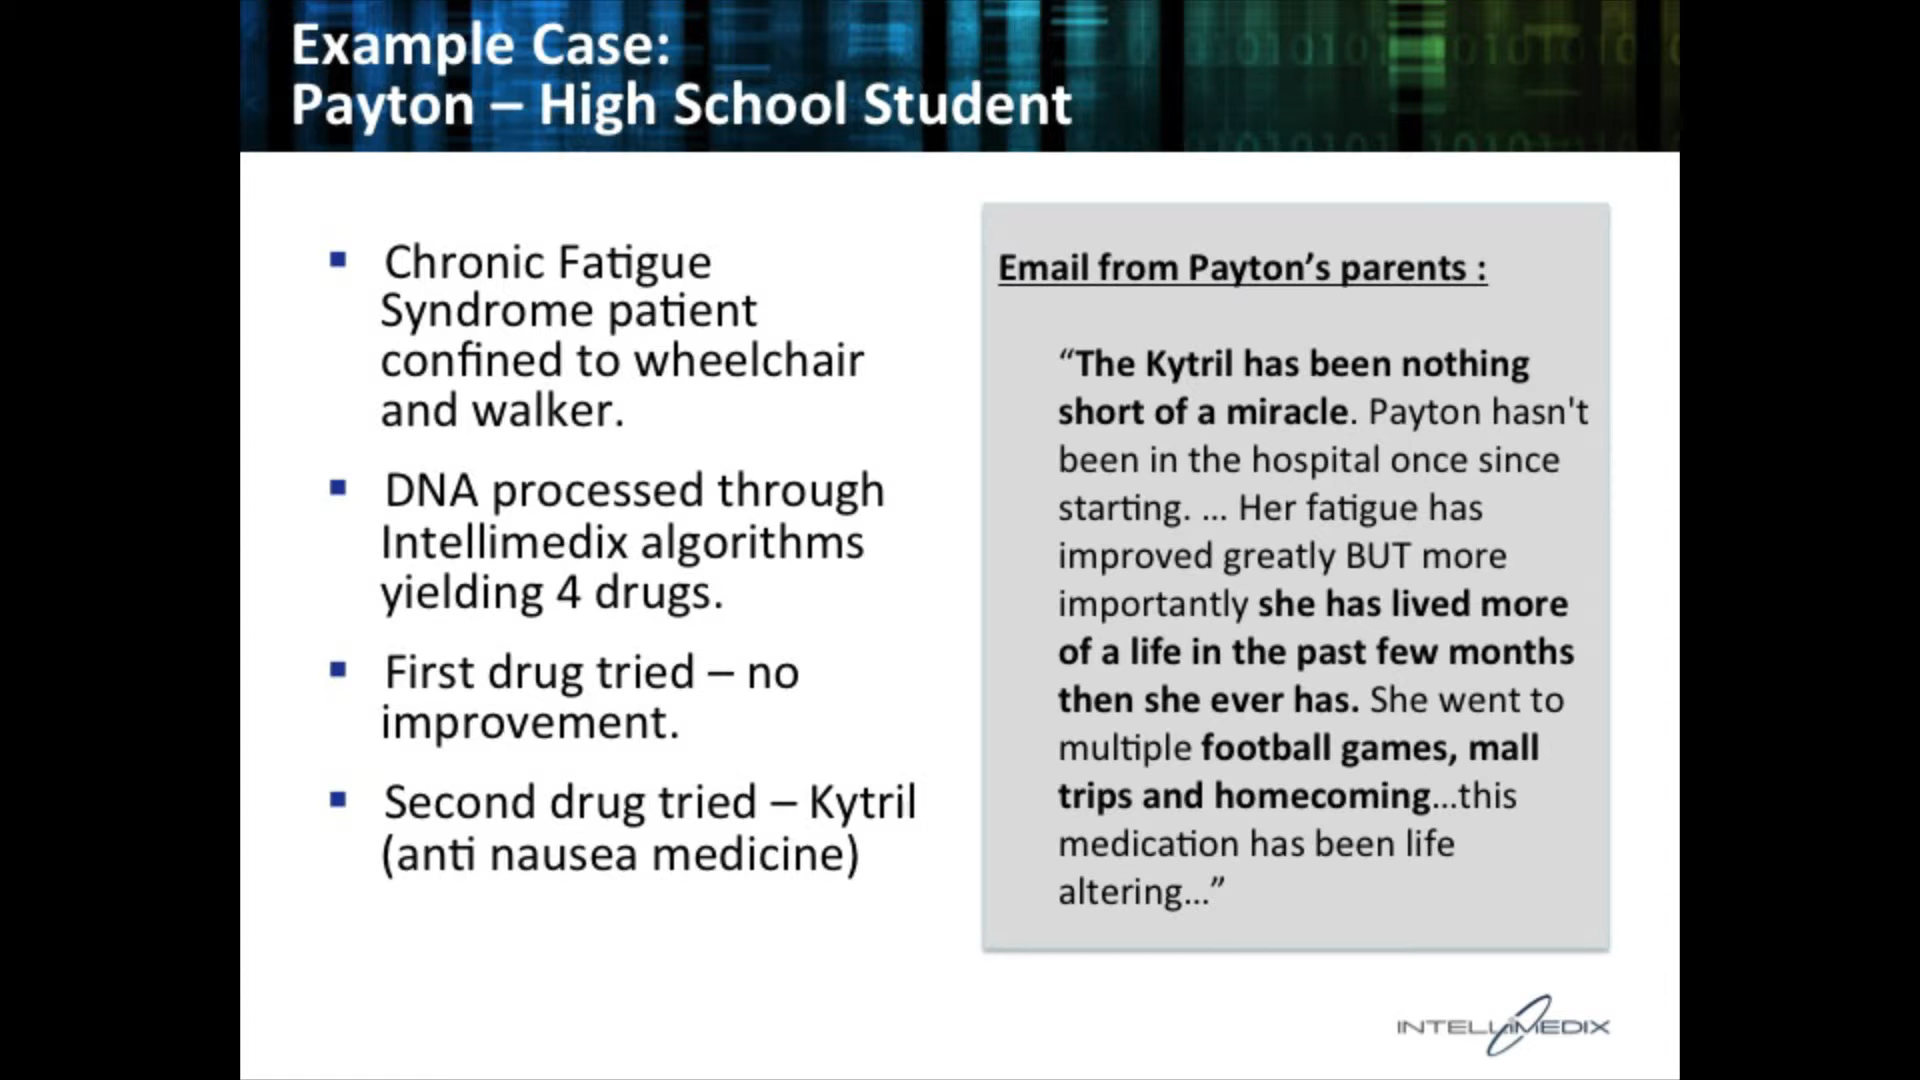 Example Case:
Payton – High School Student
Chronic Fatigue
Syndrome patient
confined to wheelchair
and walker.
DNA processed through
Intellimedix algorithms
yielding 4 drugs.
First drug tried – no
improvement.
Second drug tried – Kytril
(anti nausea medicine)
Email from Payton’s parents :
“The Kytril has been nothing
short of a miracle. Payton hasn't
been in the hospital once since
starting. ... Her fatigue has
improved greatly BUT more
importantly she has lived more
of a life in the past few months
then she ever has. She went to
multiple football games, mall
trips and homecoming...this
medication has been life
altering...”
INTELLIMEDIX